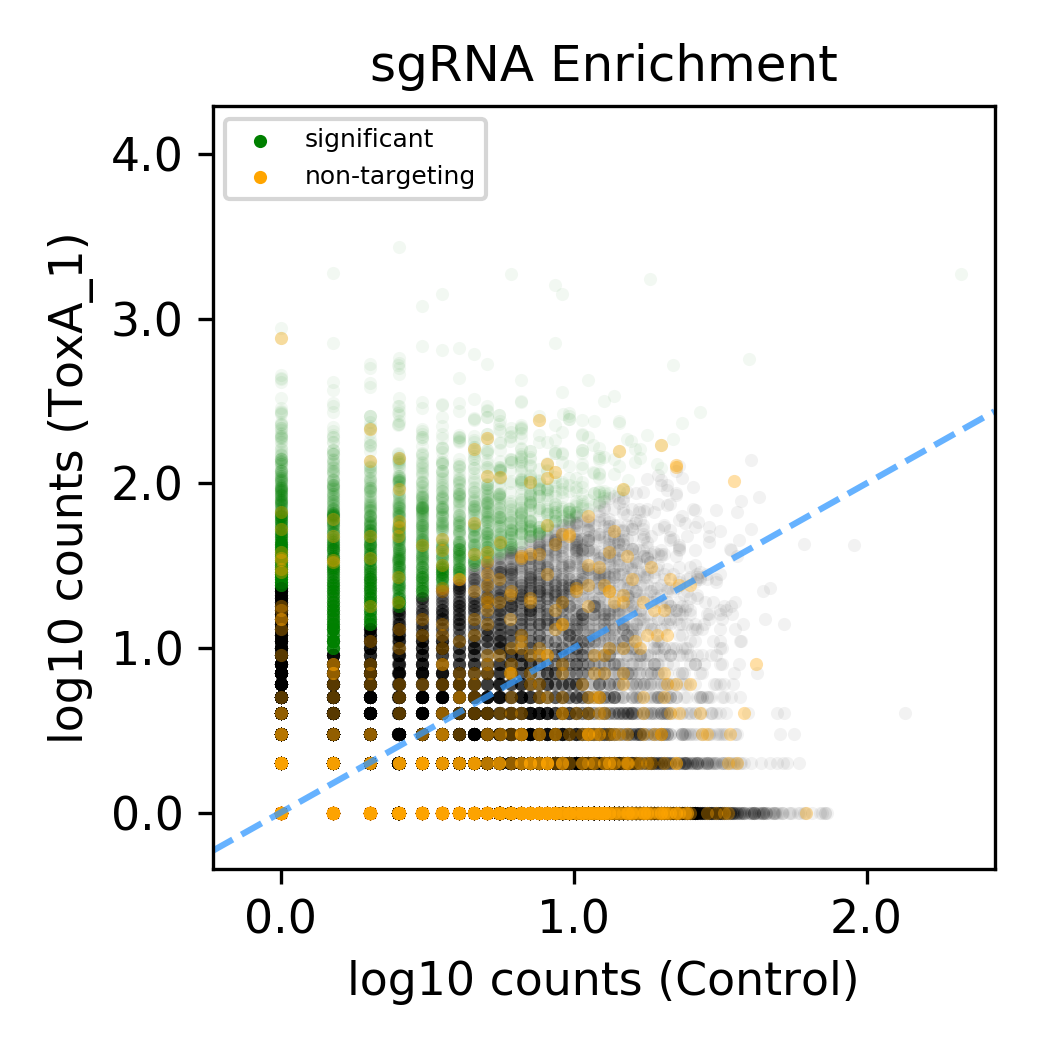 sgRNA Enrichment
significant
non-targeting
log10 counts (ToxA_1)
4.0
3.0
2.0
1.0
0.0
0.0 1.0 2.0
log10 counts (Control)